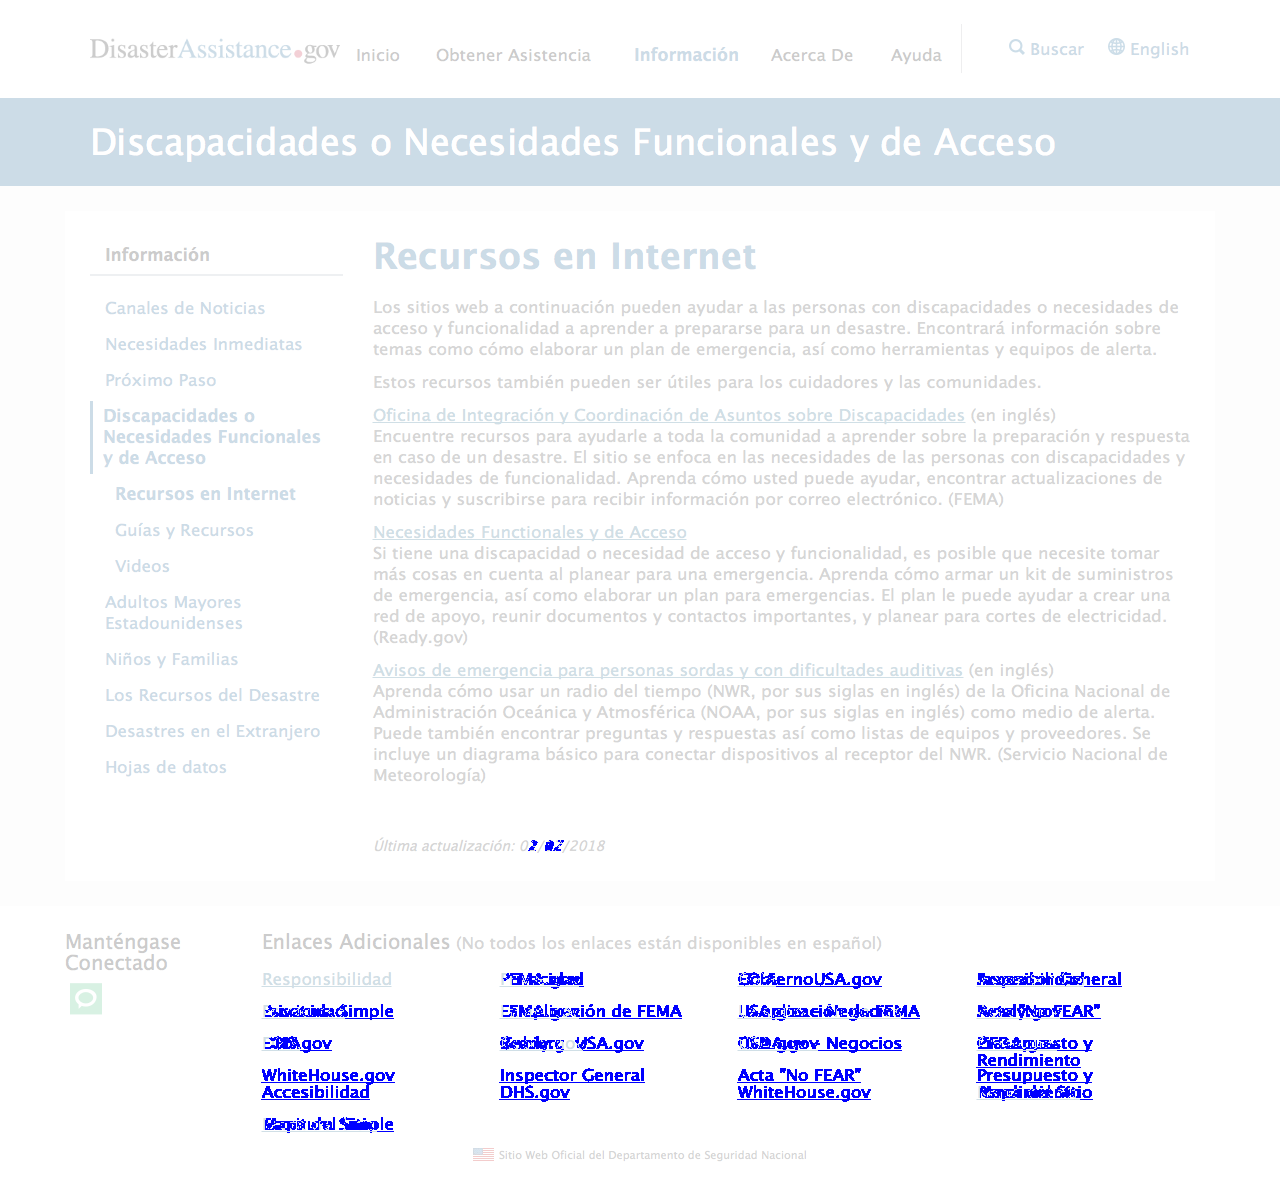 DisasterAssistance.gov
Inicio Obtener Asistencia Información Acerca De Ayuda Buscar English
Discapacidades o Necesidades Funcionales y de Acceso
Información
Canales de Noticias
Necesidades Inmediatas
Próximo Paso
Discapacidades o
Necesidades Funcionales
y de Acceso
Recursos en Internet
Guías y Recursos
Videos
Adultos Mayores
Estadounidenses
Niños y Familias
Los Recursos del Desastre
Desastres en el Extranjero
Hojas de datos
Recursos en Internet
Los sitios web a continuación pueden ayudar a las personas con discapacidades o necesidades de
acceso y funcionalidad a aprender a prepararse para un desastre. Encontrará información sobre
temas como cómo elaborar un plan de emergencia, así como herramientas y equipos de alerta.
Estos recursos también pueden ser útiles para los cuidadores y las comunidades.
Oficina de Integración y Coordinación de Asuntos sobre Discapacidades (en inglés)
Encuentre recursos para ayudarle a toda la comunidad a aprender sobre la preparación y respuesta
en caso de un desastre. El sitio se enfoca en las necesidades de las personas con discapacidades y
necesidades de funcionalidad. Aprenda cómo usted puede ayudar, encontrar actualizaciones de
noticias y suscribirse para recibir información por correo electrónico. (FEMA)
Necesidades Functionales y de Acceso
Si tiene una discapacidad o necesidad de acceso y funcionalidad, es posible que necesite tomar
más cosas en cuenta al planear para una emergencia. Aprenda cómo armar un kit de suministros
de emergencia, así como elaborar un plan para emergencias. El plan le puede ayudar a crear una
red de apoyo, reunir documentos y contactos importantes, y planear para cortes de electricidad.
(Ready.gov)
Avisos de emergencia para personas sordas y con dificultades auditivas (en inglés)
Aprenda cómo usar un radio del tiempo (NWR, por sus siglas en inglés) de la Oficina Nacional de
Administración Oceánica y Atmosférica (NOAA, por sus siglas en inglés) como medio de alerta.
Puede también encontrar preguntas y respuestas así como listas de equipos y proveedores. Se
incluye un diagrama básico para conectar dispositivos al receptor del NWR. (Servicio Nacional de
Meteorología)
Última actualización: /2018
Manténgase
Conectado
Enlaces Adicionales (No todos los enlaces están disponibles en español)
Responsibilidad GobiernoUSA.gov General
Simple de FEMA FEMA "No FEAR"
.gov USA.gov - Negocios Presupuesto y
Rendimiento
WhiteHouse.gov Inspector General Acta "No FEAR" Presupuesto y
Accesibilidad DHS.gov WhiteHouse.gov Sitio
Simple
Sitio Web Oficial del Departamento de Seguridad Nacional